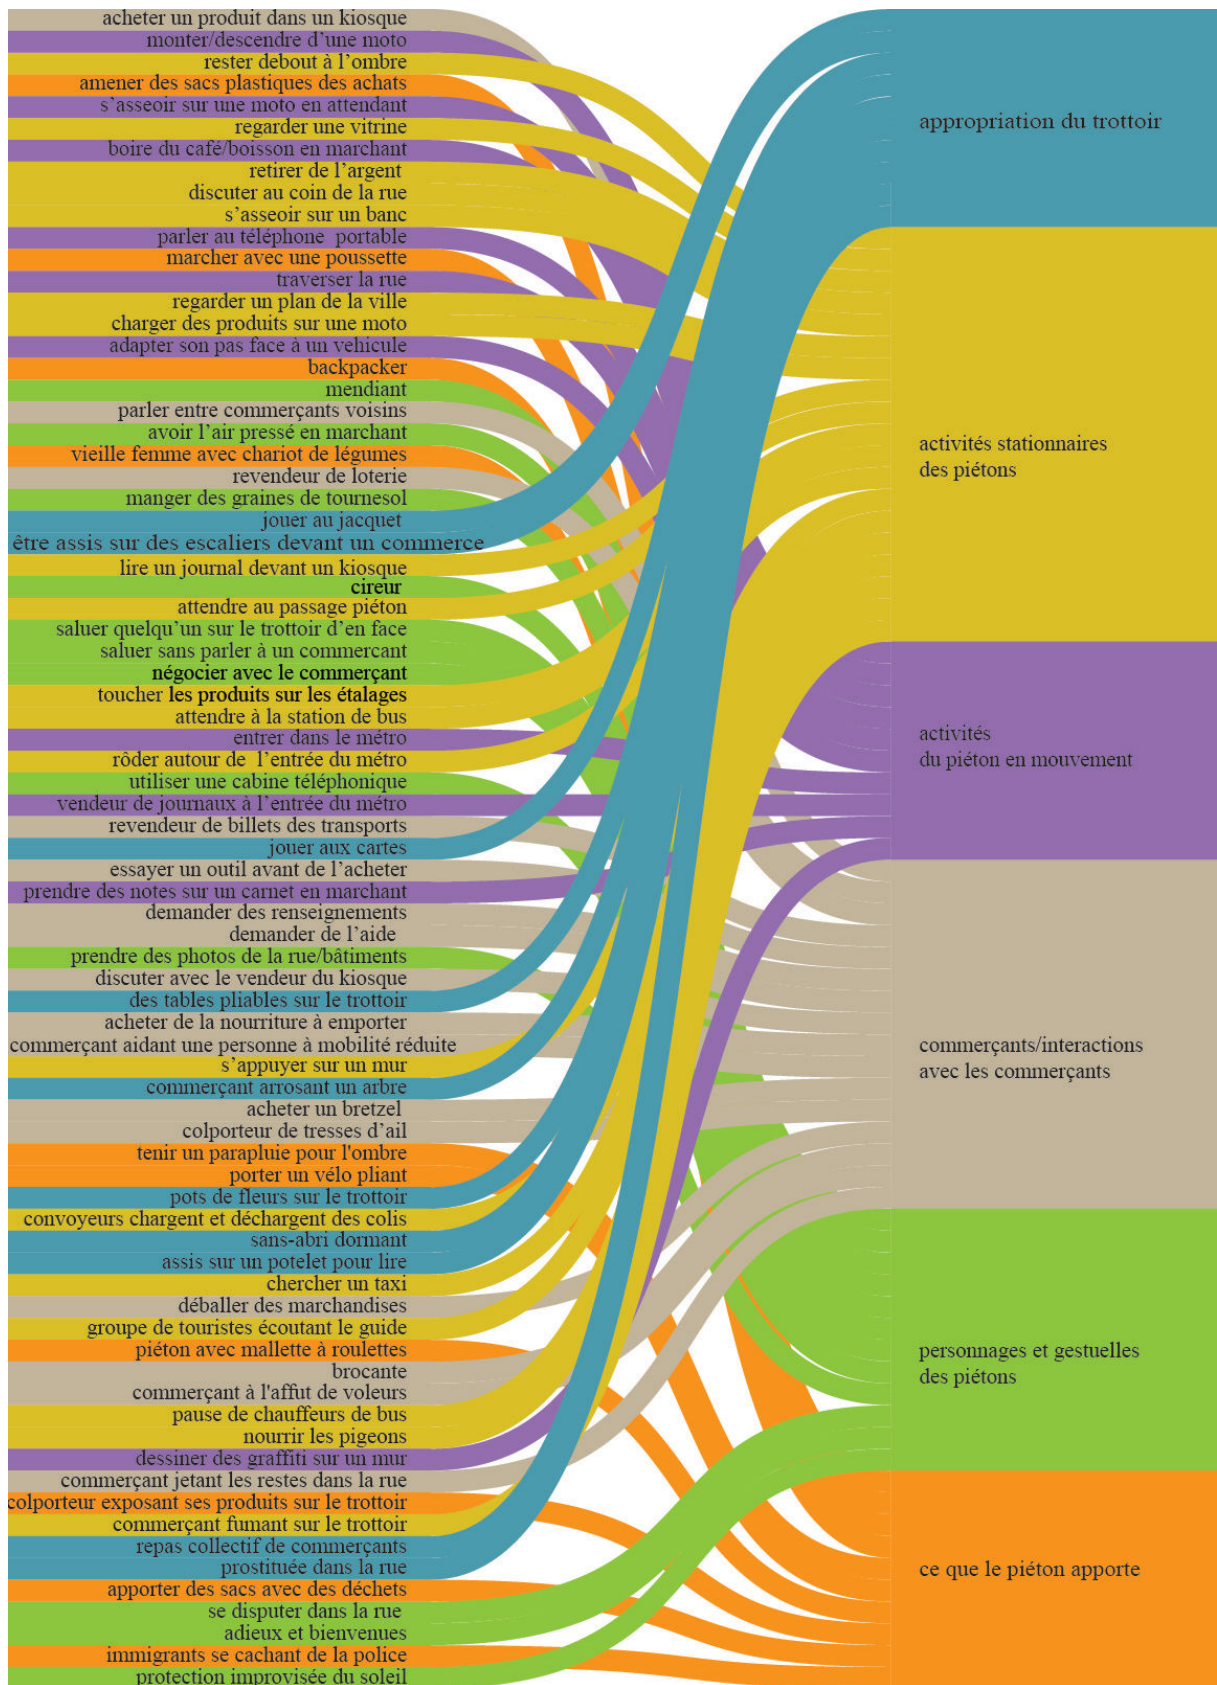 acheter un produit dans un kiosque
monter/descendre d’une moto
rester debout à l’ombre
amener des sacs plastiques des achats
s’asseoir sur une moto en attendant
regarder une vitrine
boire du café/boisson en marchant
retirer de l’argent
discuter au coin de la rue
s’asseoir sur un banc
parler au téléphone portable
marcher avec une poussette
traverser la rue
regarder un plan de la ville
charger des produits sur une moto
adapter son pas face à un vehicule
backpacker
mendiant
parler entre commerçants voisins
avoir l’air pressé en marchant
vieille femme avec chariot de légumes
revendeur de loterie
manger des graines de tournesol
jouer au jacquet
être assis sur des escaliers devant un commerce
lire un journal devant un kiosque
cireur
attendre au passage piéton
saluer quelqu’un sur le trottoir d’en face
saluer sans parler à un commercant
négocier avec le commerçant
toucher les produits sur les étalages
attendre à la station de bus
entrer dans le métro
rôder autour de l’entrée du métro
utiliser une cabine téléphonique
vendeur de journaux à l’entrée du métro
revendeur de billets des transports
jouer aux cartes
essayer un outil avant de l’acheter
prendre des notes sur un carnet en marchant
demander des renseignements
demander de l’aide
prendre des photos de la rue/bâtiments
discuter avec le vendeur du kiosque
des tables pliables sur le trottoir
acheter de la nourriture à emporter
commerçant aidant une personne à mobilité réduite
s’appuyer sur un mur
commerçant arrosant un arbre
acheter un bretzel
colporteur de tresses d’ail
tenir un parapluie pour l'ombre
porter un vélo pliant
pots de fleurs sur le trottoir
convoyeurs chargent et déchargent des colis
sans-abri dormant
assis sur un potelet pour lire
chercher un taxi
déballer des marchandises
groupe de touristes écoutant le guide
piéton avec mallette à roulettes
brocante
commerçant à l'affut de voleurs
pause de chauffeurs de bus
nourrir les pigeons
dessiner des graffiti sur un mur
commerçant jetant les restes dans la rue
colporteur exposant ses produits sur le trottoir
commerçant fumant sur le trottoir
repas collectif de commerçants
prostituée dans la rue
apporter des sacs avec des déchets
se disputer dans la rue
adieux et bienvenues
immigrants se cachant de la police
protection improvisée du soleil
appropriation du trottoir
activités stationnaires
des piétons
activités
du piéton en mouvement
commerçants/interactions
avec les commerçants
personnages et gestuelles
des piétons
ce que le piéton apporte